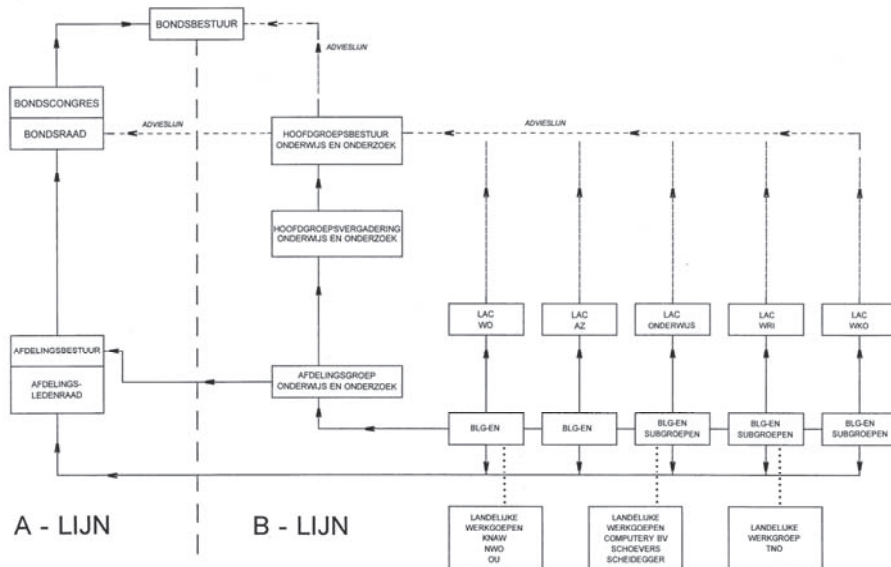 BONDSBESTUUR
ADVIESLIJN
ADVIESLIJN
BONDSCONGRES
BONDSRAAD
ADVIESLIJN
HOOFDGROEPSBESTUUR
ONDERWIJS EN ONDERZOEK
ADVIESLIJN
HOOFDGROEPSVERGADERING
ONDERWIJS EN ONDERZOEK
LAC
WO
LAC
AZ
LAC
ONDERWIJS
LAC
WRI
LAC
WKO
AFDELINGSBESTUUR
AFDELINGS-
LEDENRAAD
AFDELINGSGROEP
ONDERWIJS EN ONDERZOEK
BLG-EN
BLG-EN
BLG-EN
SUBGROEPEN
BLG-EN
SUBGROEPEN
BLG-EN
SUBGROEPEN
A - LIJN
B - LIJN
LANDELIJKE
WERKGOEPEN
KNAW
NWO
OU
LANDELIJKE
WERKGOEPEN
COMPUTERY BV
SCHOEVERS
SCHEIDEGGER
LANDELIJKE
WERKGROEP
TNO